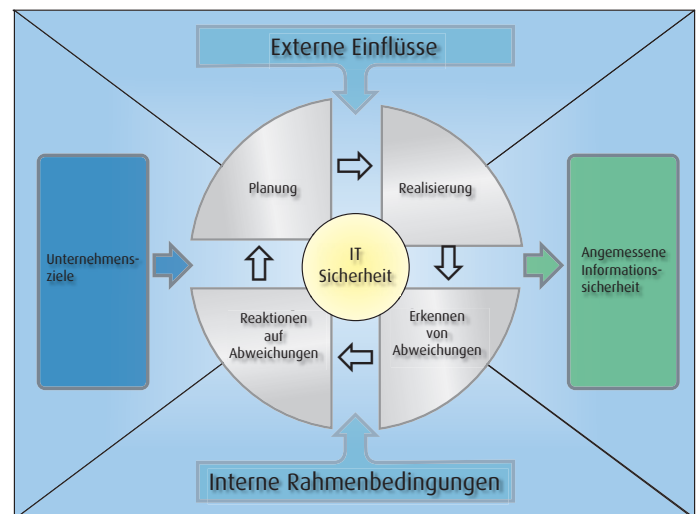 Externe Einflüsse
Planung
Realisierung
Unternehmens-
ziele
IT
Sicherheit
Angemessene
Informations-
sicherheit
Reaktionen
auf
Abweichungen
Erkennen
von
Abweichungen
Interne Rahmenbedingungen